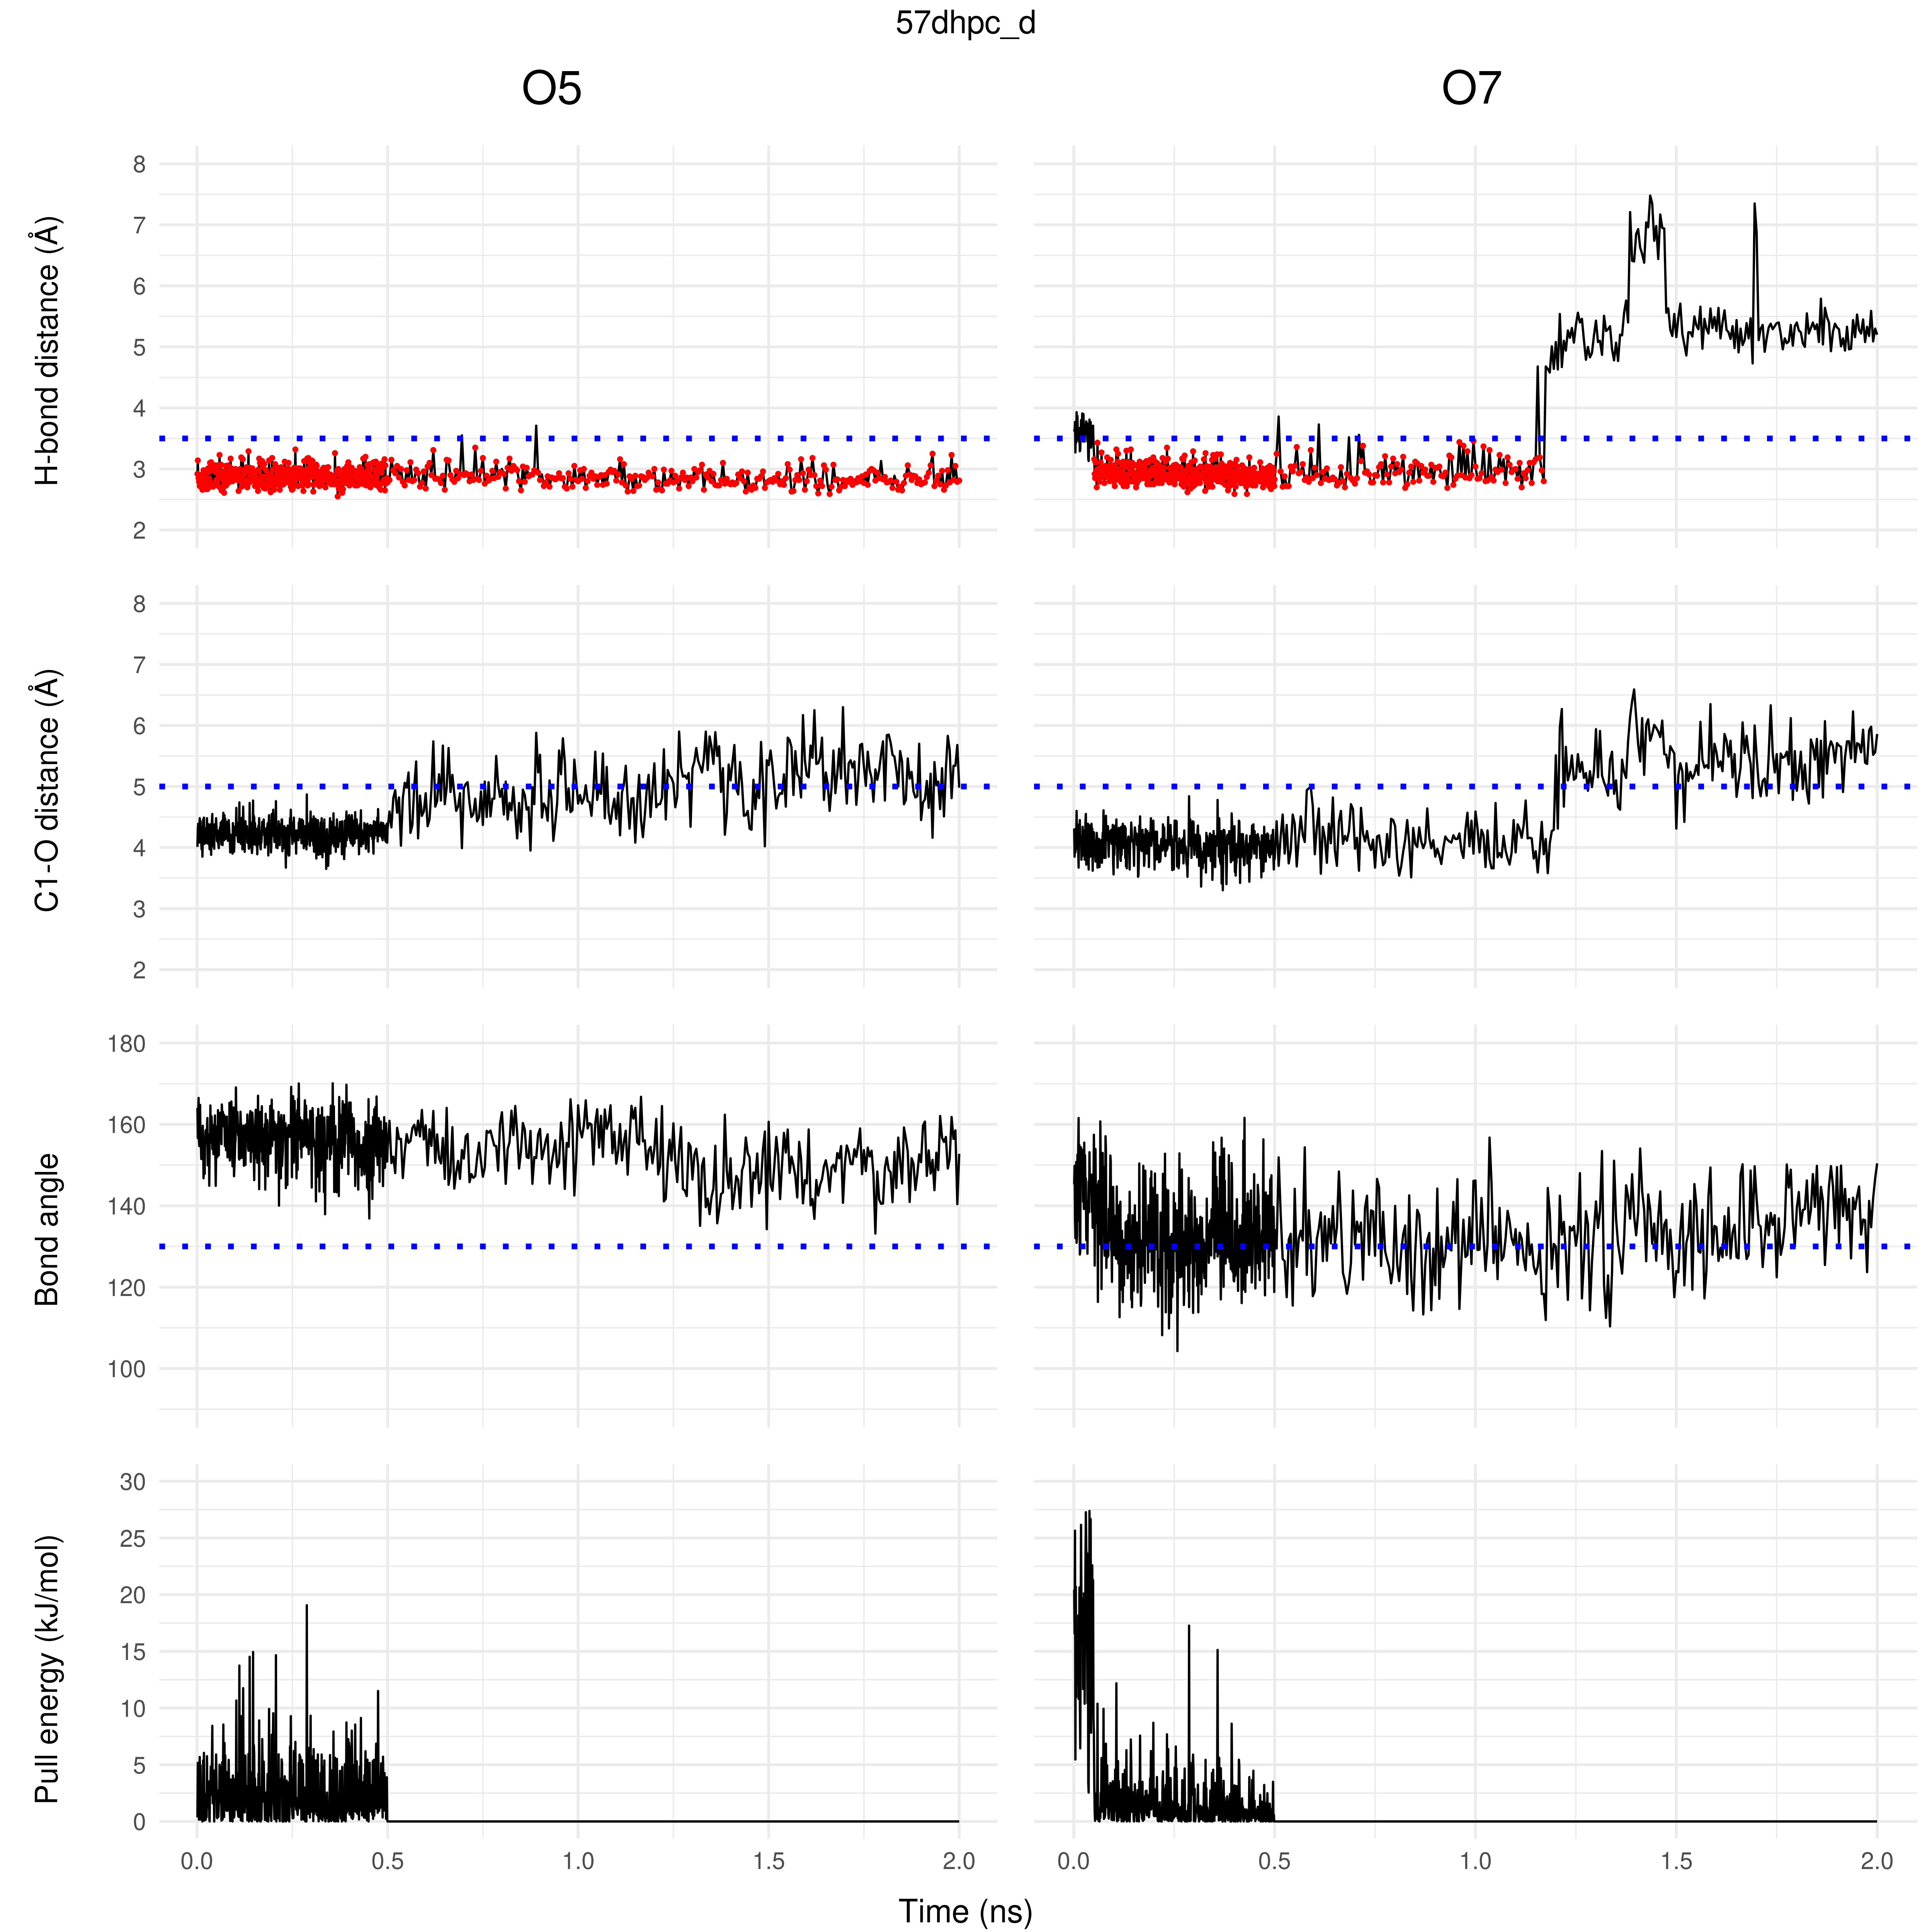 57dhpc_d
O5
O7
H-bond distance (Å)
8
7
6
5
4
3
2
C1-O distance (Å)
8
7
6
5
4
3
2
Bond angle
180
160
140
120
100
Pull energy (kJ/mol)
30
25
20
15
10
5
0
0.0 0.5 1.0 1.5 2.0 0.0 0.5 1.0 1.5 2.0
Time (ns)